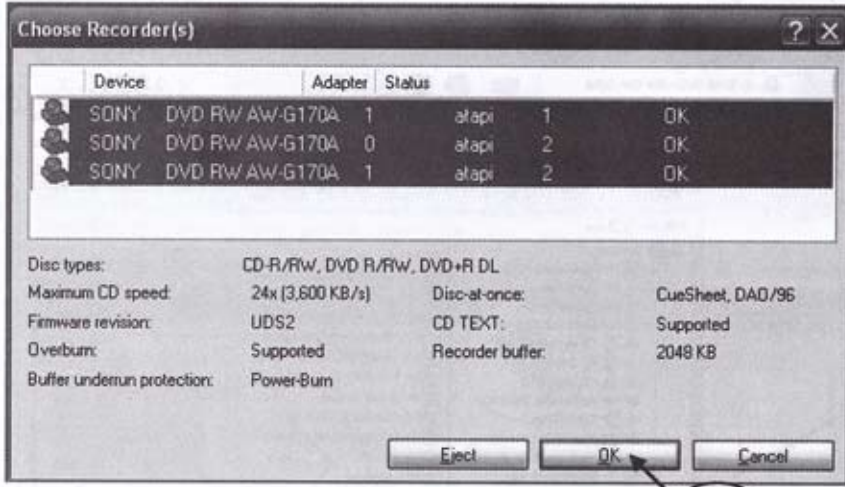 Choose Recorder(s)
Device Adapter Status
SONY DVD RW AW-G170A 1 atapi 1 OK
SONY DVD RW AW-G170A 0 atapi 2 OK
SONY DVD RW AW-G170A 1 atapi 2 OK
Disc types: CD-R/RW, DVD R/RW, DVD+R DL
Maximum CD speed: 24x (3,600 KB/s) Disc-at-once: CueSheet, DAO/96
Firmware revision: UDS2 CD TEXT: Supported
Overburn: Supported Recorder buffer: 2048 KB
Buffer underrun protection: Power-Burn
Eject OK Cancel